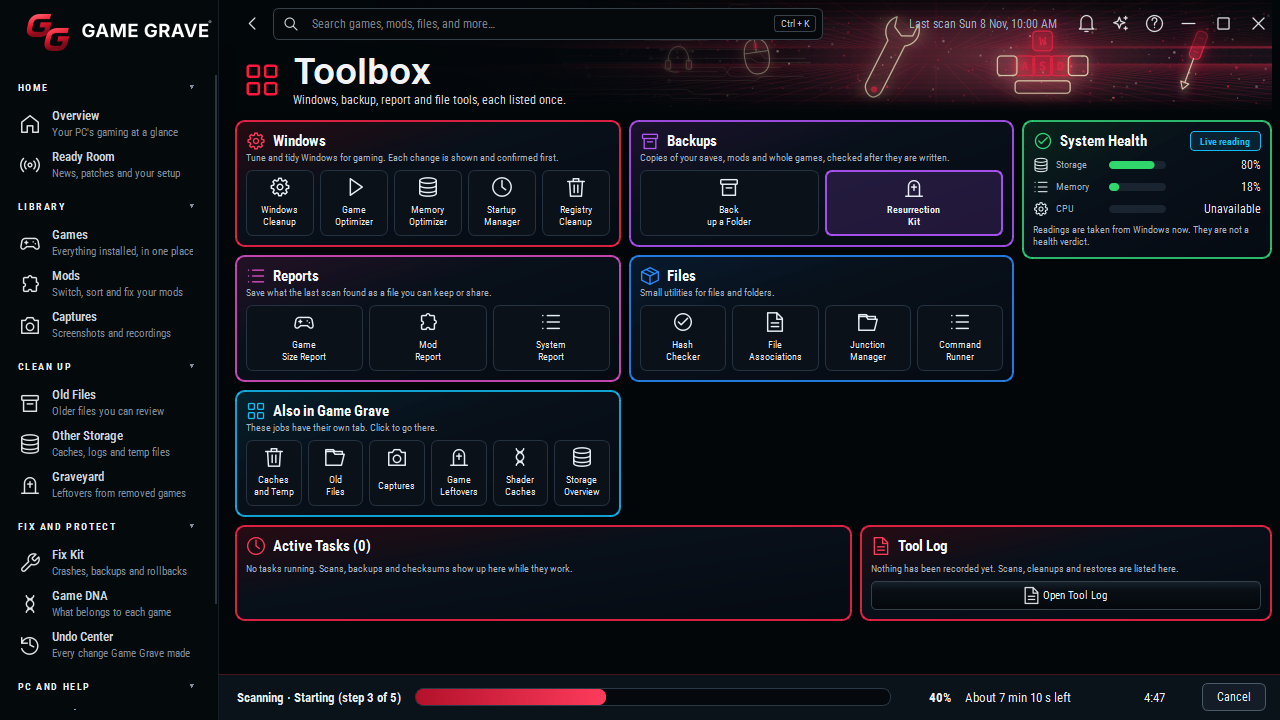 GG GAME GRAVE
Search games, mods, files, and more...
Ctrl + K
Last scan Sun 8 Nov, 10:00 AM
Toolbox
Windows, backup, report and file tools, each listed once.
W
A S D
HOME
Overview
Your PC's gaming at a glance
Ready Room
News, patches and your setup
LIBRARY
Games
Everything installed, in one place
Mods
Switch, sort and fix your mods
Captures
Screenshots and recordings
CLEAN UP
Old Files
Older files you can review
Other Storage
Caches, logs and temp files
Graveyard
Leftovers from removed games
FIX AND PROTECT
Fix Kit
Crashes, backups and rollbacks
Game DNA
What belongs to each game
Undo Center
Every change Game Grave made
PC AND HELP
Windows
Tune and tidy Windows for gaming. Each change is shown and confirmed first.
Windows
Cleanup
Game
Optimizer
Memory
Optimizer
Startup
Manager
Registry
Cleanup
Backups
Copies of your saves, mods and whole games, checked after they are written.
Back
up a Folder
Resurrection
Kit
System Health
Live reading
Storage 80%
Memory 18%
CPU Unavailable
Readings are taken from Windows now. They are not a
health verdict.
Reports
Save what the last scan found as a file you can keep or share.
Game
Size Report
Mod
Report
System
Report
Files
Small utilities for files and folders.
Hash
Checker
File
Associations
Junction
Manager
Command
Runner
Also in Game Grave
These jobs have their own tab. Click to go there.
Caches
and Temp
Old
Files
Captures
Game
Leftovers
Shader
Caches
Storage
Overview
Active Tasks (0)
No tasks running. Scans, backups and checksums show up here while they work.
Tool Log
Nothing has been recorded yet. Scans, cleanups and restores are listed here.
Open Tool Log
Scanning · Starting (step 3 of 5)
40%
About 7 min 10 s left
4:47
Cancel